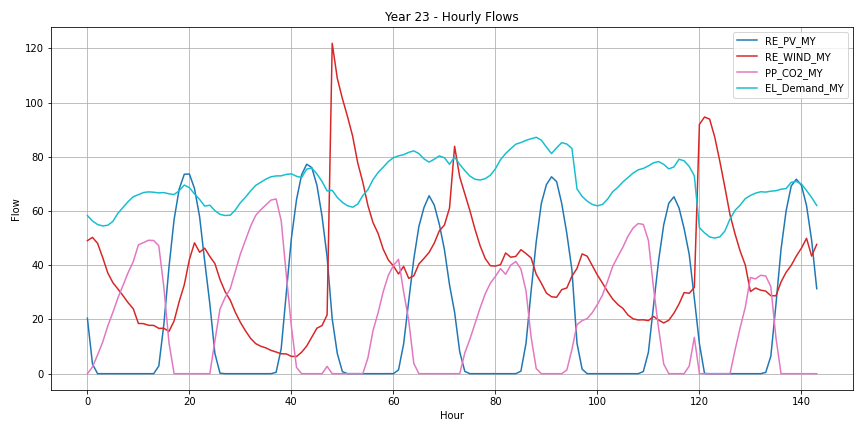 Year 23 - Hourly Flows
RE_PV_MY
RE_WIND_MY
PP_CO2_MY
EL_Demand_MY
120
100
80
60
40
20
0
Flow
0 20 40 60 80 100 120 140
Hour